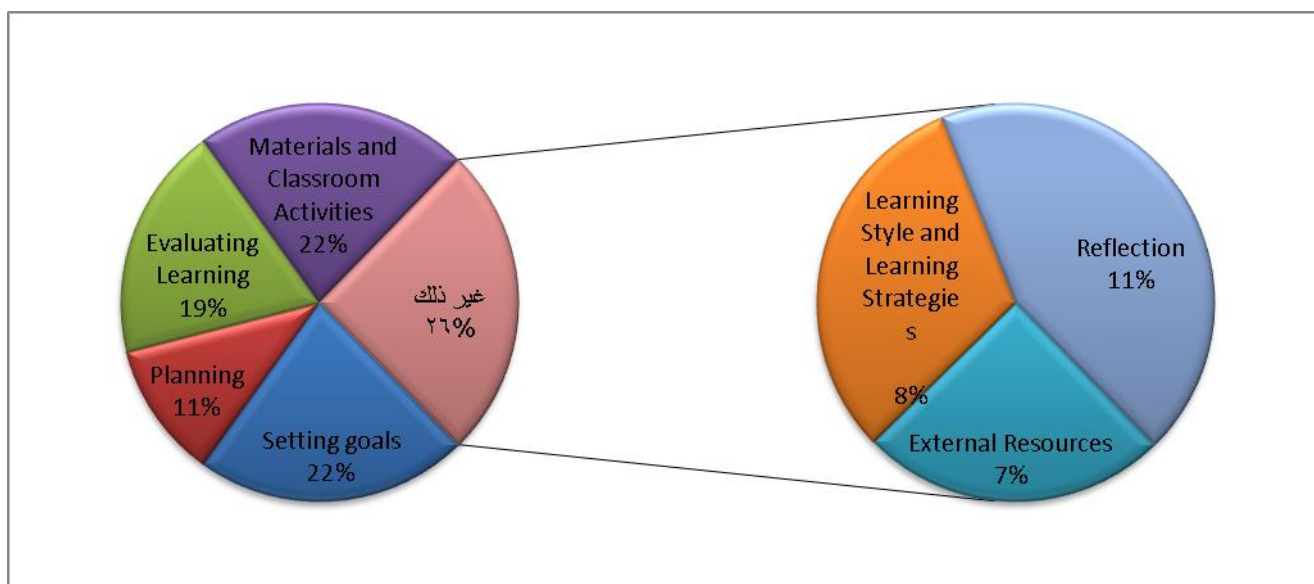 Materials and
Classroom
Activities
22%
Evaluating
Learning
19%
Planning
11%
Setting goals
22%
غير ذلك
٢٦%
Learning
Style and
Learning
Strategie
s
8%
Reflection
11%
External Resources
7%